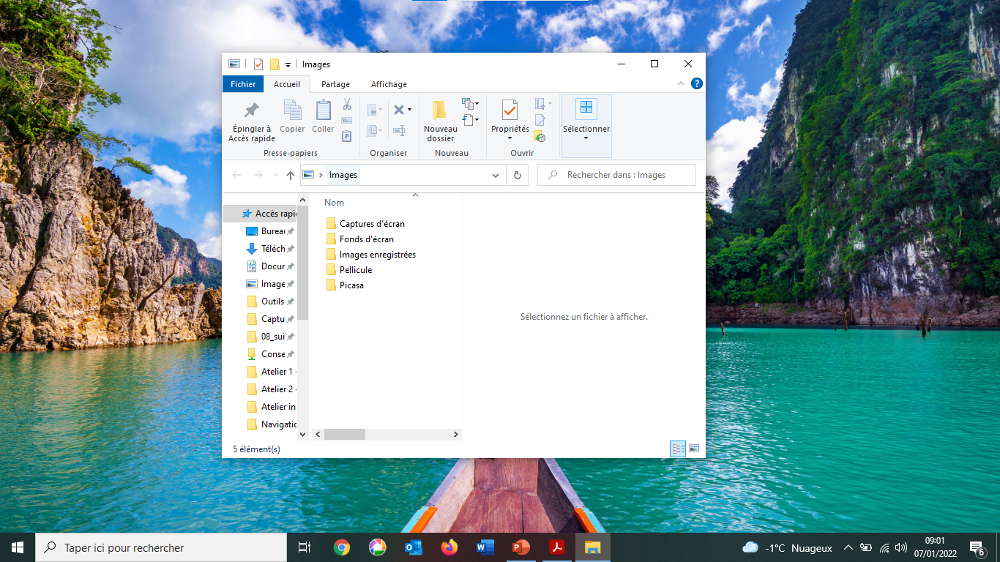 Images
Fichier
Accueil
Partage
Affichage
Épingler à
Accès rapide
Copier
Coller
Nouveau
dossier
Propriétés
Sélectionner
Presse-papiers
Organiser
Nouveau
Ouvrir
Images
Rechercher dans : Images
Accès rapi
Bureau
Téléch
Docur
Image
Outils
Captu
08_sui
Conse
Atelier 1 -
Atelier 2 -
Atelier in
Navigatic
Nom
Captures d'écran
Fonds d'écran
Images enregistrées
Pellicule
Picasa
Sélectionnez un fichier à afficher.
5 élément(s)
Taper ici pour rechercher
-1°C Nuageux
09:01
07/01/2022
6